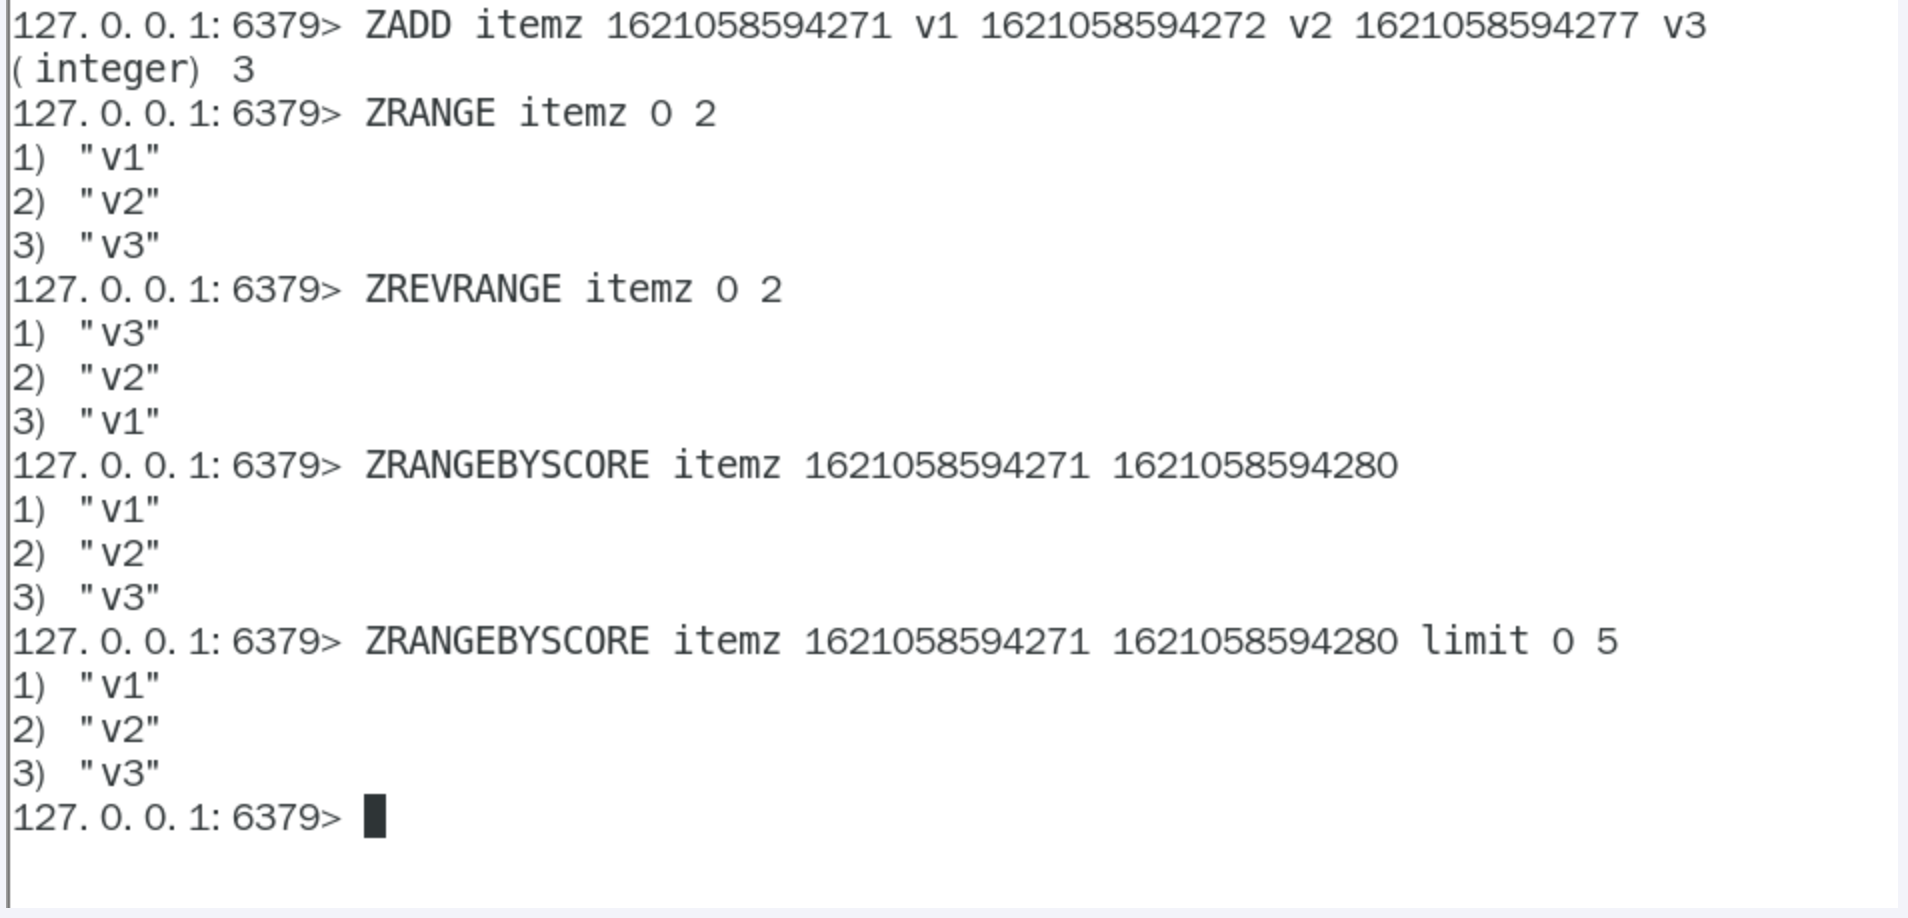 127.0.0.1:6379> ZADD itemz 1621058594271 v1 1621058594272 v2 1621058594277 v3
(integer) 3
127.0.0.1:6379> ZRANGE itemz 0 2
1) "v1"
2) "v2"
3) "v3"
127.0.0.1:6379> ZREVRANGE itemz 0 2
1) "v3"
2) "v2"
3) "v1"
127.0.0.1:6379> ZRANGEBYSCORE itemz 1621058594271 1621058594280
1) "v1"
2) "v2"
3) "v3"
127.0.0.1:6379> ZRANGEBYSCORE itemz 1621058594271 1621058594280 limit 0 5
1) "v1"
2) "v2"
3) "v3"
127.0.0.1:6379>